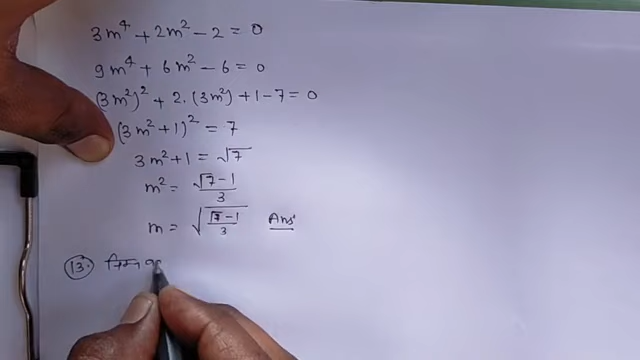 3m⁴ + 2m² - 2 = 0
9m⁴ + 6m² - 6 = 0
(3m²)² + 2. (3m²) + 1 - 7 = 0
(3m² + 1)² = 7
3m² + 1 = √7
m² = (√7 - 1)/3
m = √((√7 - 1)/3) Ans
13.